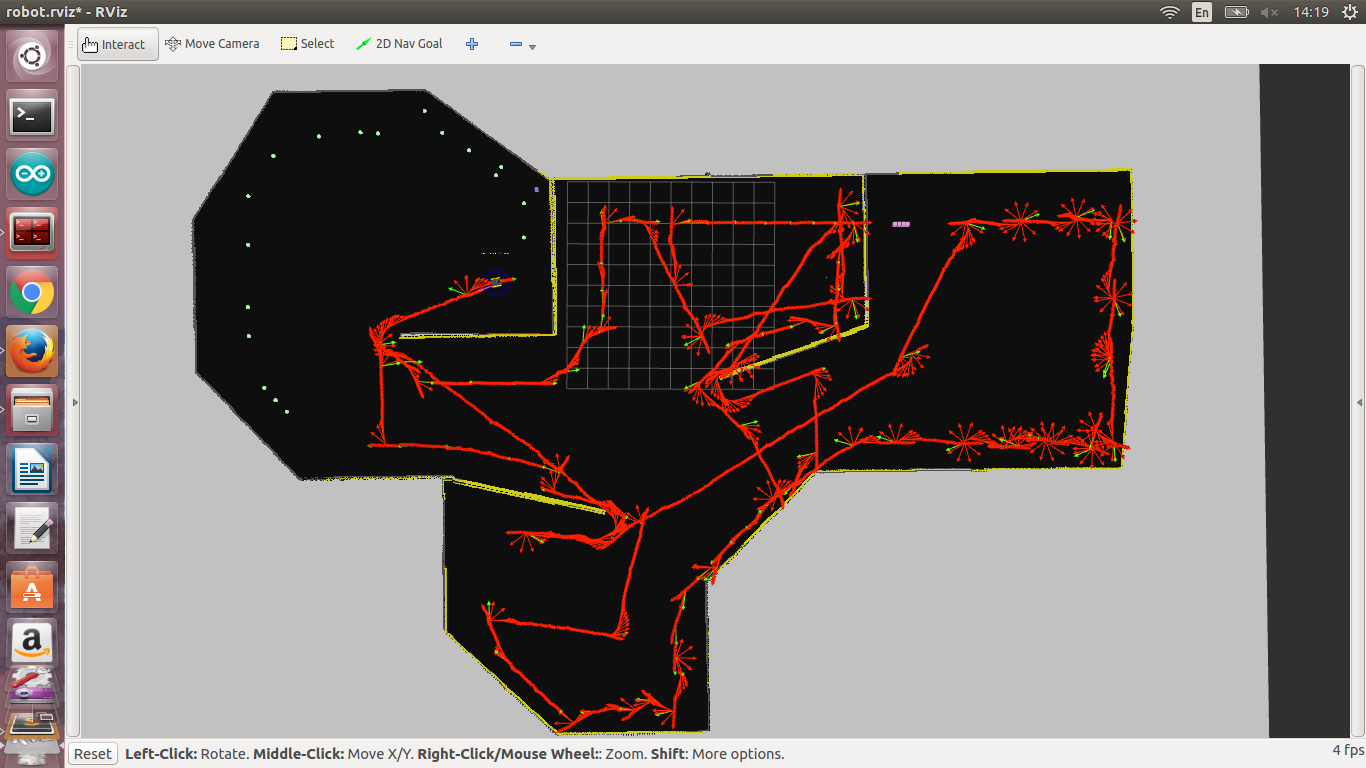 robot.rviz* - RViz
En
14:19
Interact
Move Camera
Select
2D Nav Goal
Reset
Left-Click: Rotate. Middle-Click: Move X/Y. Right-Click/Mouse Wheel:: Zoom. Shift: More options.
4 fps